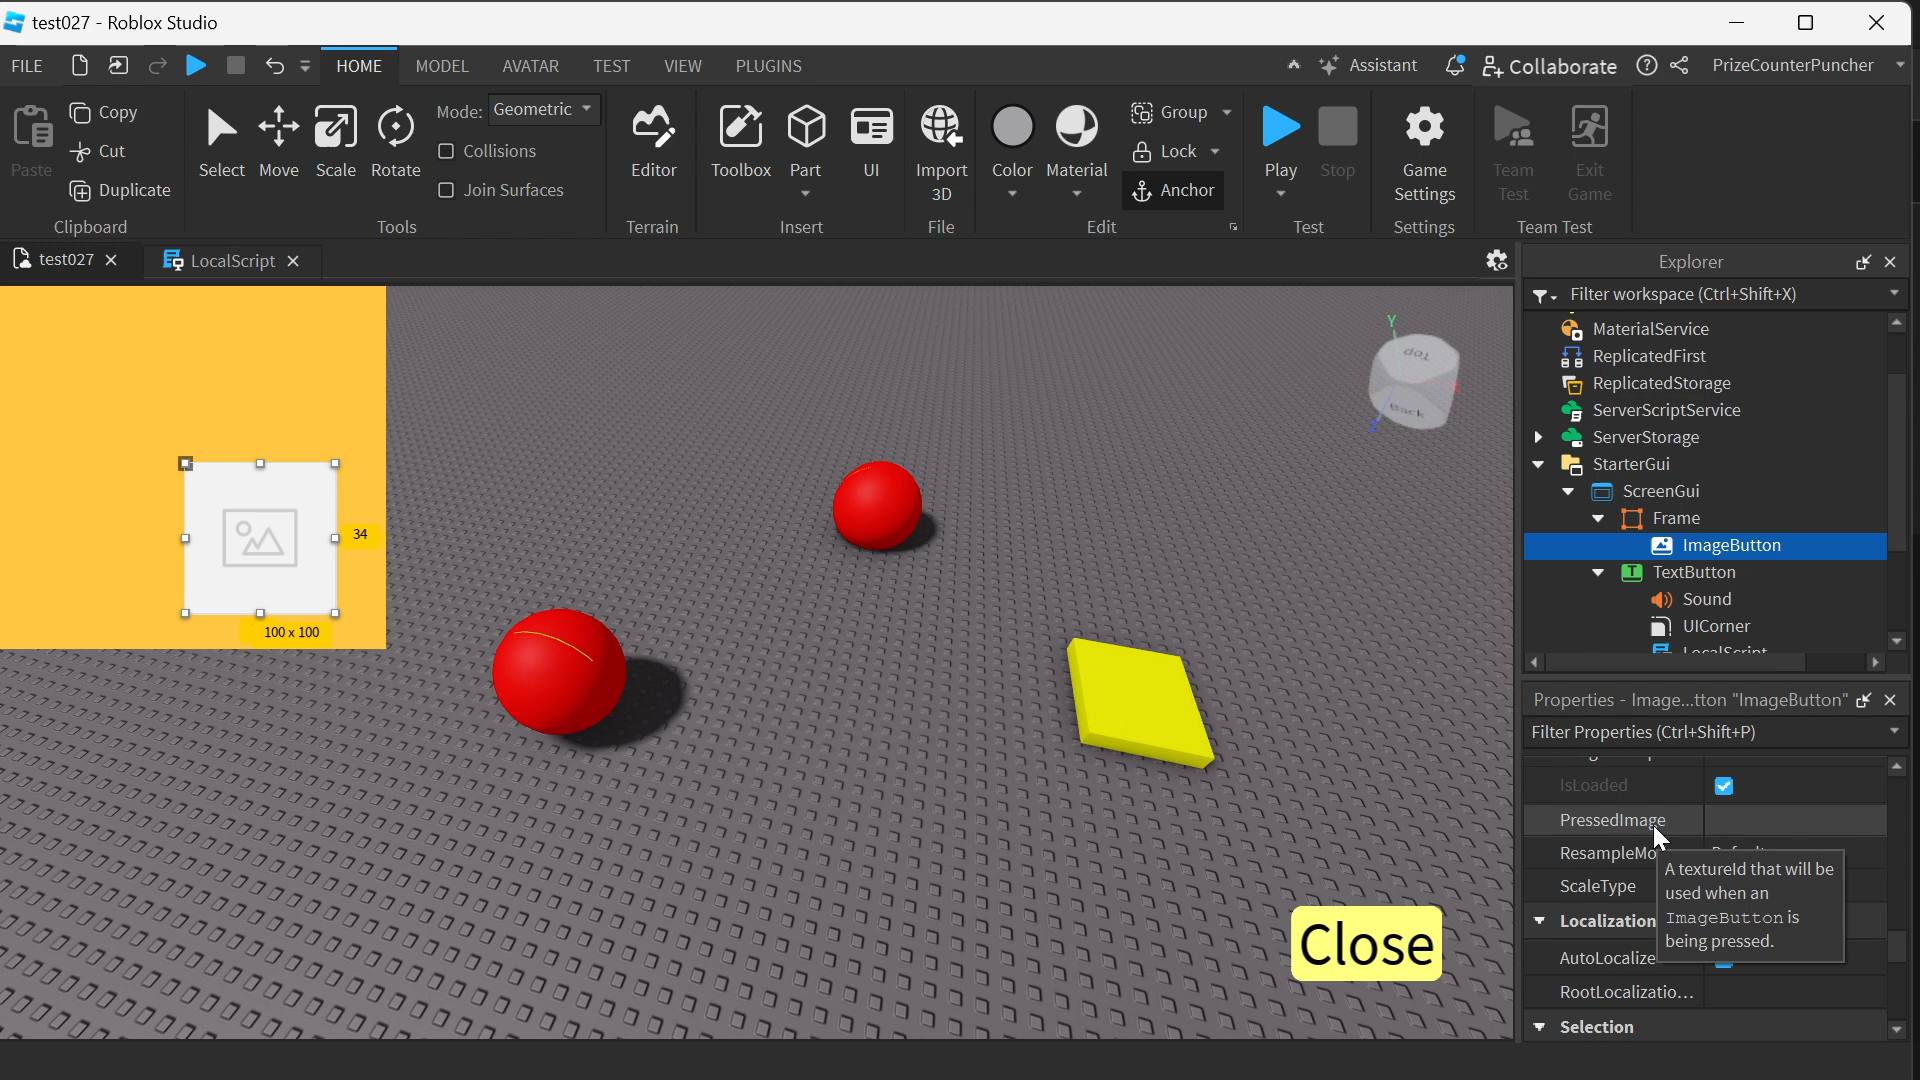 test027 - Roblox Studio
FILE HOME MODEL AVATAR TEST VIEW PLUGINS Assistant Collaborate PrizeCounterPuncher
Paste Copy Cut Duplicate
Clipboard
Select Move Scale Rotate
Mode: Geometric
Collisions
Join Surfaces
Tools
Editor
Terrain
Toolbox Part UI
Insert
Import
3D
File
Color Material
Group
Lock
Anchor
Edit
Play Stop
Test
Game
Settings
Settings
Team
Test
Exit
Game
Team Test
test027 LocalScript
Y
Top
Back
Z
34
100 x 100
Close
Explorer
Filter workspace (Ctrl+Shift+X)
MaterialService
ReplicatedFirst
ReplicatedStorage
ServerScriptService
ServerStorage
StarterGui
ScreenGui
Frame
ImageButton
TextButton
Sound
UICorner
LocalScript
Properties - Image...tton "ImageButton"
Filter Properties (Ctrl+Shift+P)
IsLoaded
PressedImage
ResampleMo
ScaleType
Localization
AutoLocalize
RootLocalizatio...
Selection
A textureId that will be
used when an
ImageButton is
being pressed.